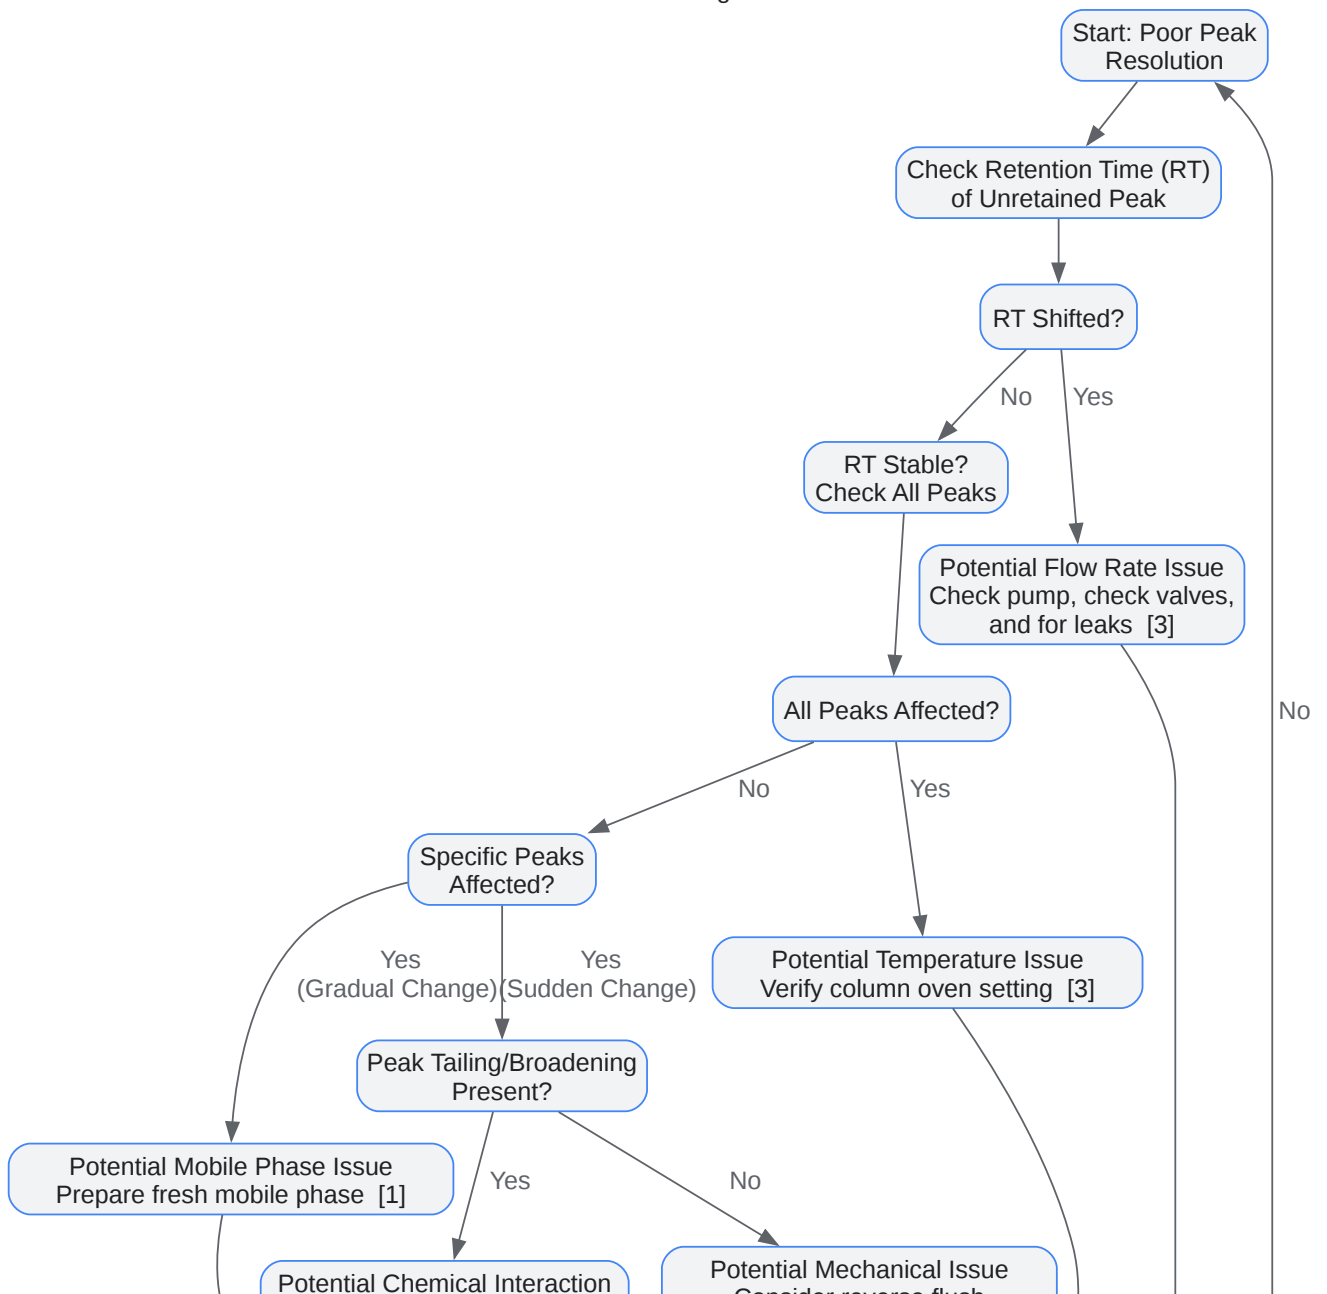 Start: Poor Peak
Resolution
Check Retention Time (RT)
of Unretained Peak
RT Shifted?
No
Yes
RT Stable?
Check All Peaks
Potential Flow Rate Issue
Check pump, check valves,
and for leaks [3]
All Peaks Affected?
No
No
Yes
Specific Peaks
Affected?
Yes
(Gradual Change)
Yes
(Sudden Change)
Potential Temperature Issue
Verify column oven setting [3]
Peak Tailing/Broadening
Present?
Potential Mobile Phase Issue
Prepare fresh mobile phase [1]
Yes
No
Potential Chemical Interaction
Potential Mechanical Issue
Consider reverse flush